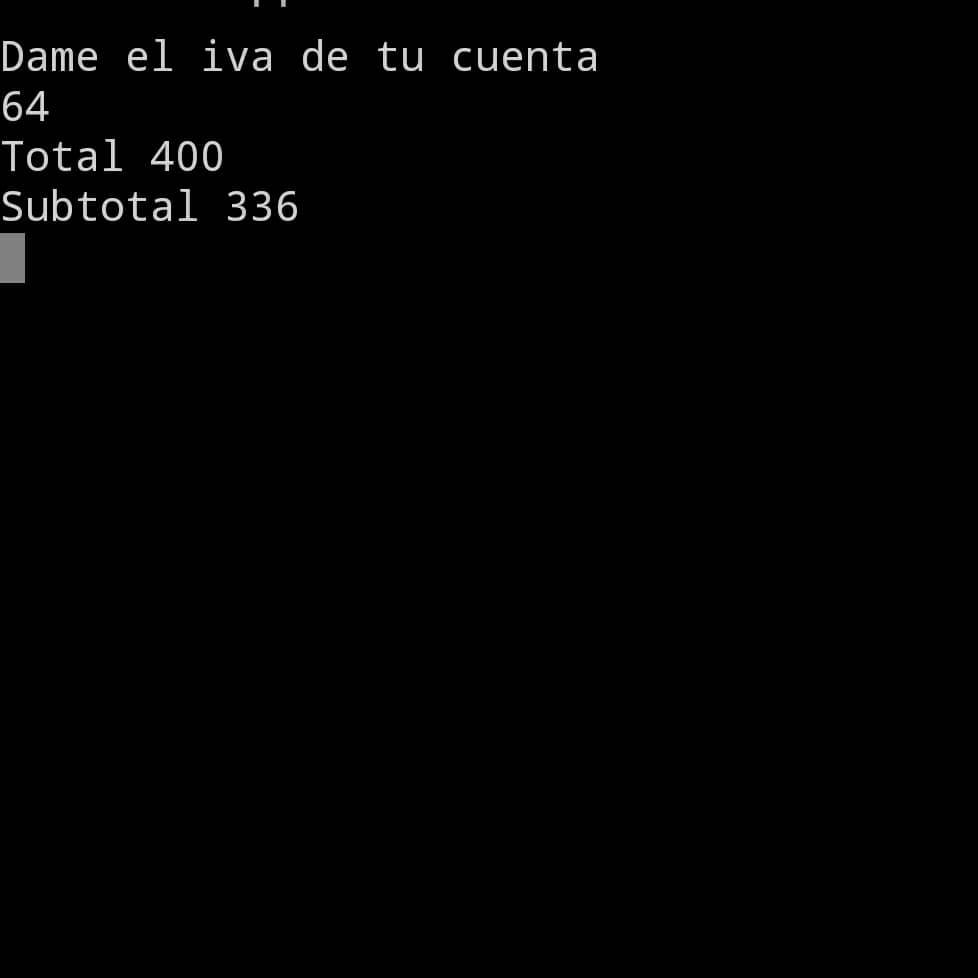 Dame el iva de tu cuenta
64
Total 400
Subtotal 336